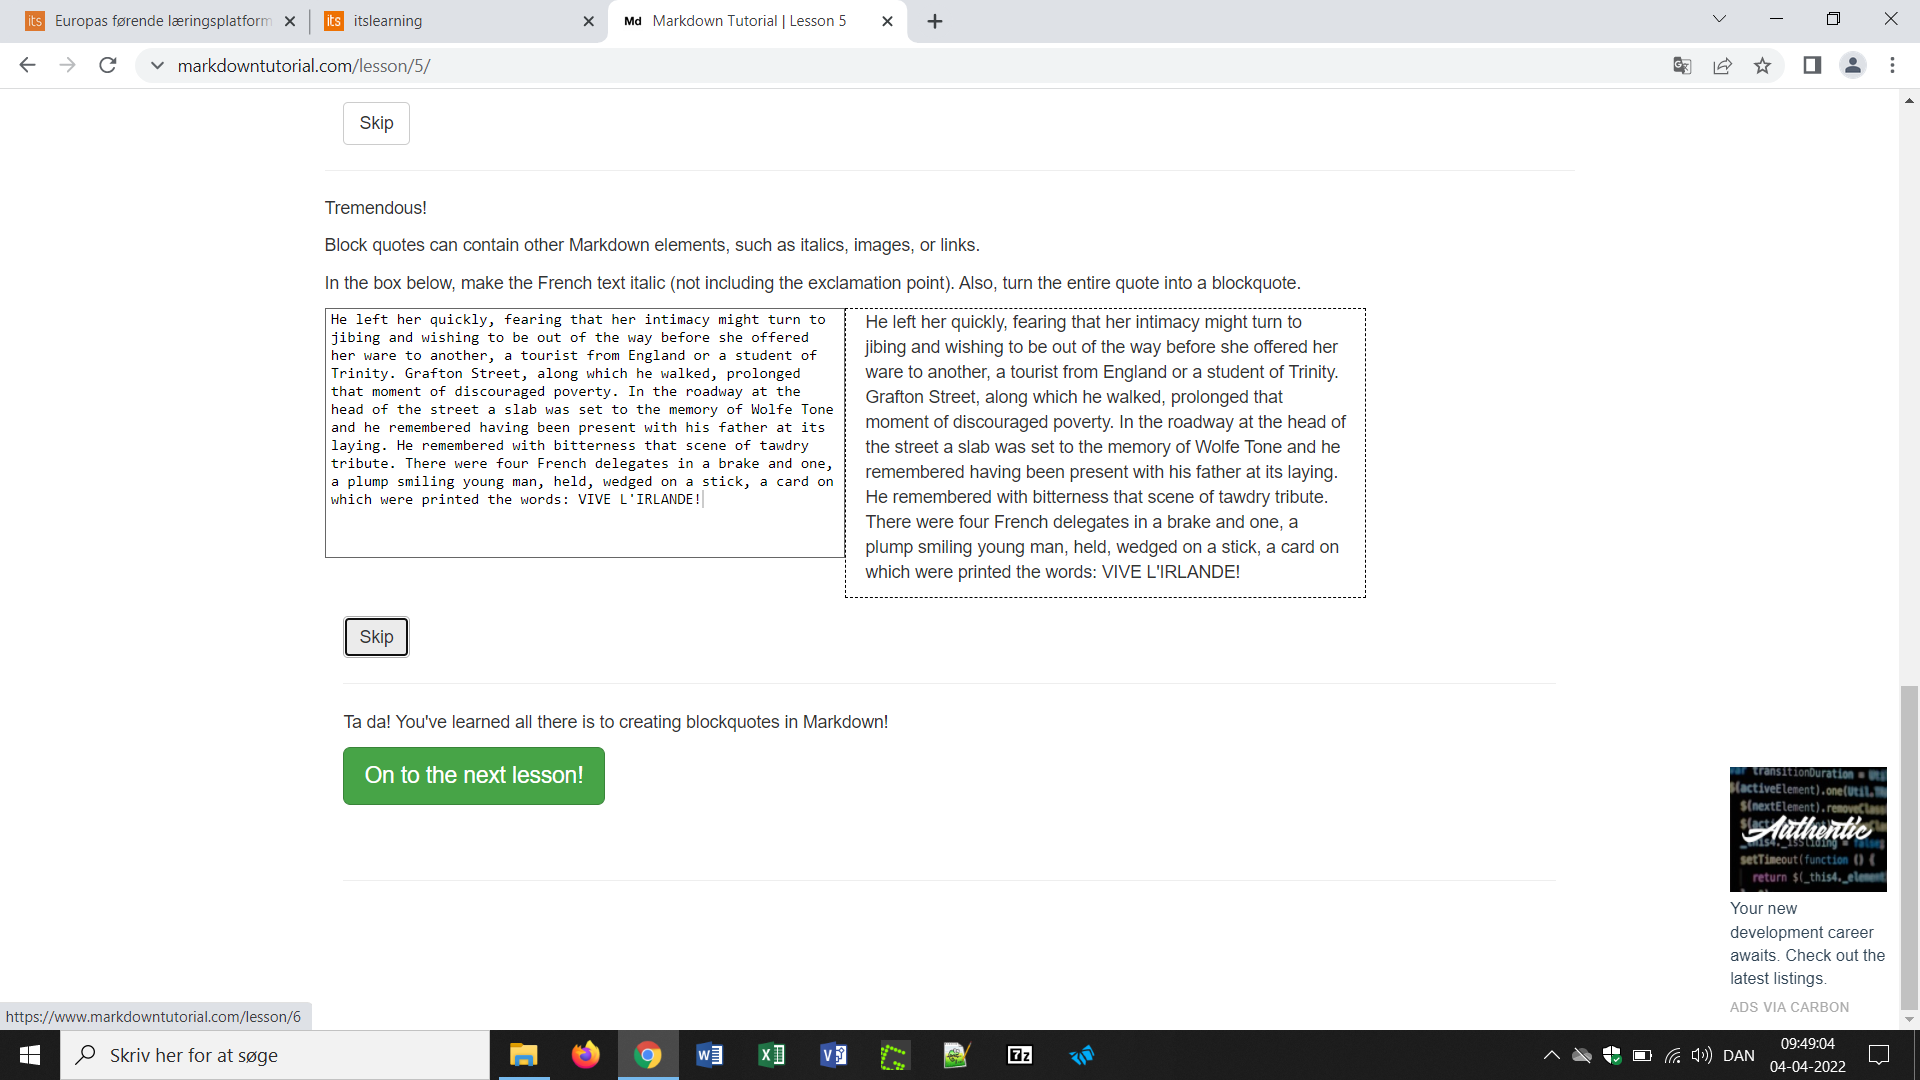 Europas førende læringsplatform
itslearning
Md Markdown Tutorial | Lesson 5
markdowntutorial.com/lesson/5/
Skip
Tremendous!
Block quotes can contain other Markdown elements, such as italics, images, or links.
In the box below, make the French text italic (not including the exclamation point). Also, turn the entire quote into a blockquote.
He left her quickly, fearing that her intimacy might turn to
jibing and wishing to be out of the way before she offered
her ware to another, a tourist from England or a student of
Trinity. Grafton Street, along which he walked, prolonged
that moment of discouraged poverty. In the roadway at the
head of the street a slab was set to the memory of Wolfe Tone
and he remembered having been present with his father at its
laying. He remembered with bitterness that scene of tawdry
tribute. There were four French delegates in a brake and one,
a plump smiling young man, held, wedged on a stick, a card on
which were printed the words: VIVE L'IRLANDE!
He left her quickly, fearing that her intimacy might turn to
jibing and wishing to be out of the way before she offered her
ware to another, a tourist from England or a student of Trinity.
Grafton Street, along which he walked, prolonged that
moment of discouraged poverty. In the roadway at the head of
the street a slab was set to the memory of Wolfe Tone and he
remembered having been present with his father at its laying.
He remembered with bitterness that scene of tawdry tribute.
There were four French delegates in a brake and one, a
plump smiling young man, held, wedged on a stick, a card on
which were printed the words: VIVE L'IRLANDE!
Skip
Ta da! You've learned all there is to creating blockquotes in Markdown!
On to the next lesson!
Authentic
Your new
development career
awaits. Check out the
latest listings.
ADS VIA CARBON
https://www.markdowntutorial.com/lesson/6
Skriv her for at søge
7z
DAN
09:49:04
04-04-2022